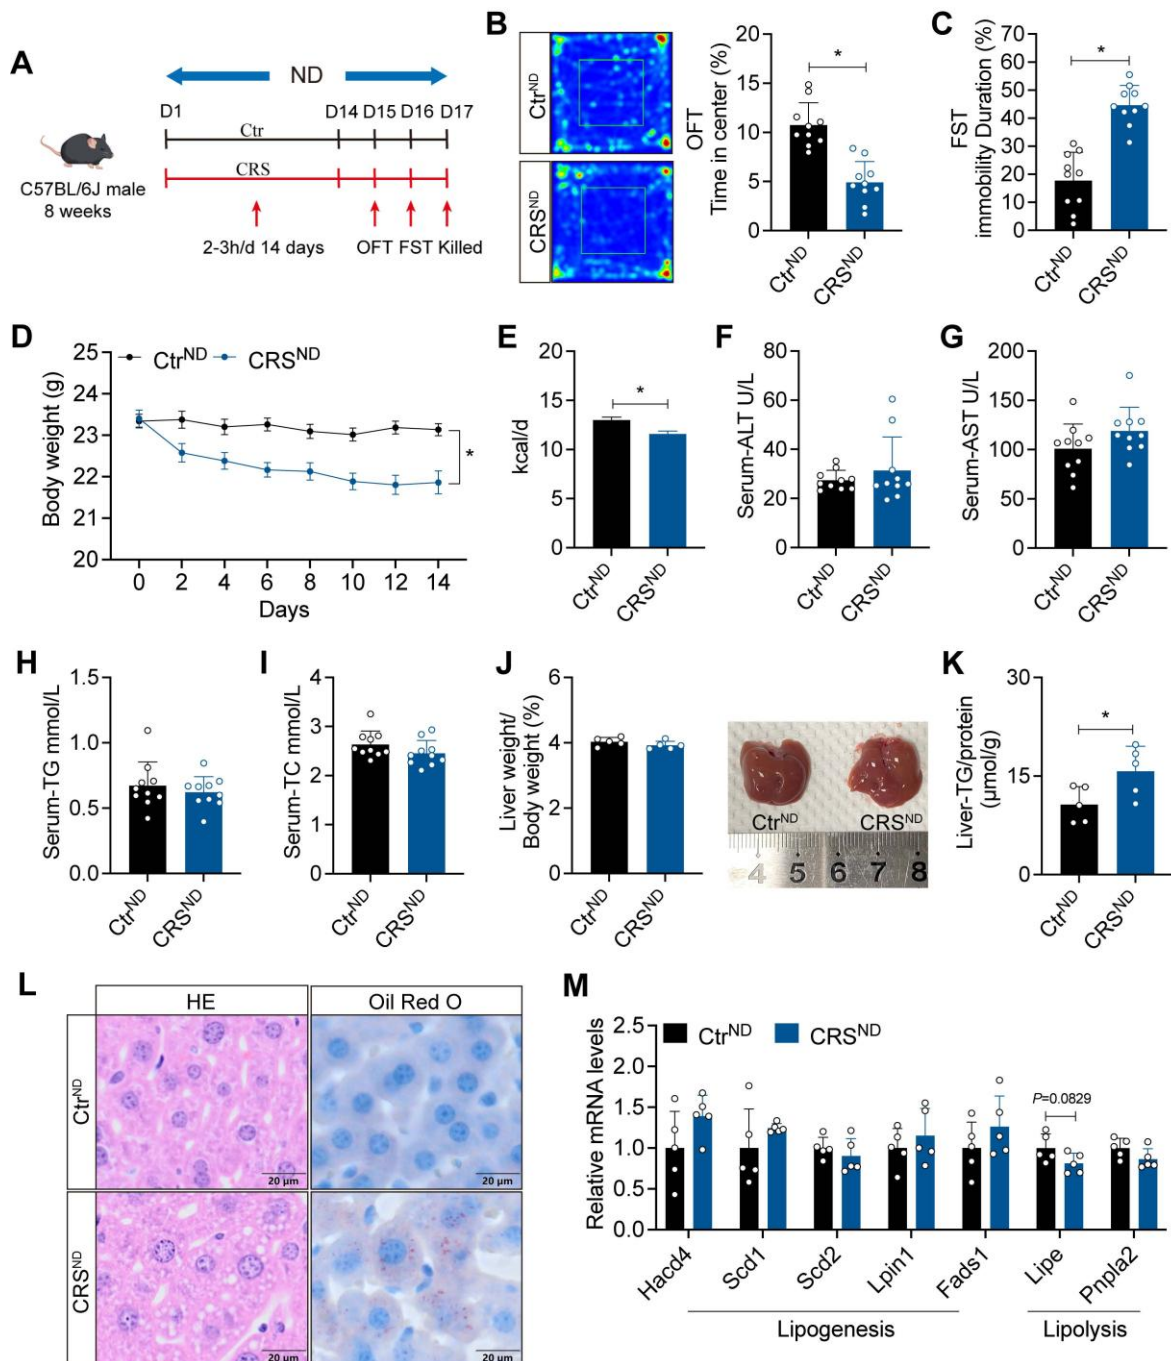 A
ND
D1 D14 D15 D16 D17
Ctr
CRS
C57BL/6J male
8 weeks
2-3h/d 14 days
OFT FST Killed
B
Ctr^ND
CRS^ND
OFT
Time in center (%)
20
15
10
5
0
*
Ctr^ND
CRS^ND
C
FST
immobility Duration (%)
70
60
50
40
30
20
10
0
*
Ctr^ND
CRS^ND
D
Ctr^ND
CRS^ND
Body weight (g)
25
24
23
22
21
20
*
0 2 4 6 8 10 12 14
Days
E
kcal/d
20
15
10
5
0
*
Ctr^ND
CRS^ND
F
Serum-ALT U/L
80
60
40
20
0
Ctr^ND
CRS^ND
G
Serum-AST U/L
200
150
100
50
0
Ctr^ND
CRS^ND
H
Serum-TG mmol/L
1.5
1.0
0.5
0.0
Ctr^ND
CRS^ND
I
Serum-TC mmol/L
4
3
2
1
0
Ctr^ND
CRS^ND
J
Liver weight/
Body weight (%)
6
4
2
0
Ctr^ND
CRS^ND
Ctr^ND CRS^ND
4 5 6 7 8
K
Liver-TG/protein
(μmol/g)
30
15
0
*
Ctr^ND
CRS^ND
L
HE
Oil Red O
Ctr^ND
20 μm
20 μm
CRS^ND
20 μm
20 μm
M
Ctr^ND
CRS^ND
Relative mRNA levels
2.5
2.0
1.5
1.0
0.5
0.0
P=0.0829
Hacd4
Scd1
Scd2
Lpin1
Fads1
Lipe
Pnpla2
Lipogenesis
Lipolysis